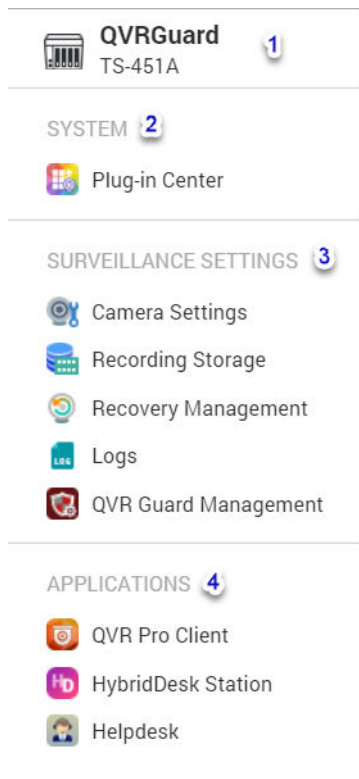 QVRGuard 1
TS-451A
SYSTEM 2
Plug-in Center
SURVEILLANCE SETTINGS 3
Camera Settings
Recording Storage
Recovery Management
LOG Logs
QVR Guard Management
APPLICATIONS 4
QVR Pro Client
HD HybridDesk Station
Helpdesk